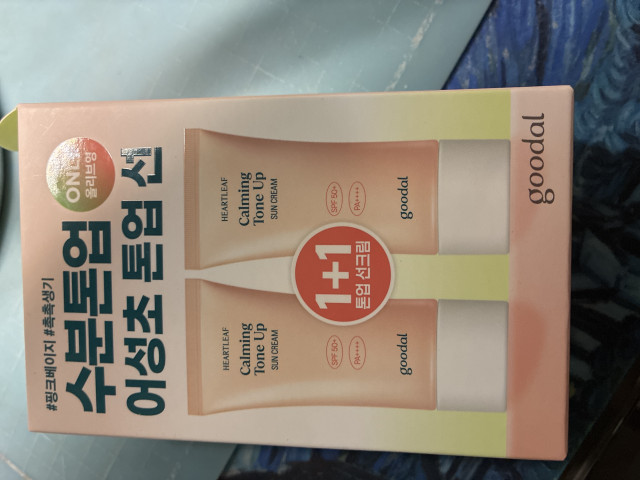 #핑크베이지 #촉촉생기
수분톤업
어성초 톤업 선
ONLY
올리브영
HEARTLEAF
Calming
Tone Up
SUN CREAM
SPF 50+
PA++++
goodal
HEARTLEAF
Calming
Tone Up
SUN CREAM
SPF 50+
PA++++
goodal
1+1
톤업 선크림
goodal